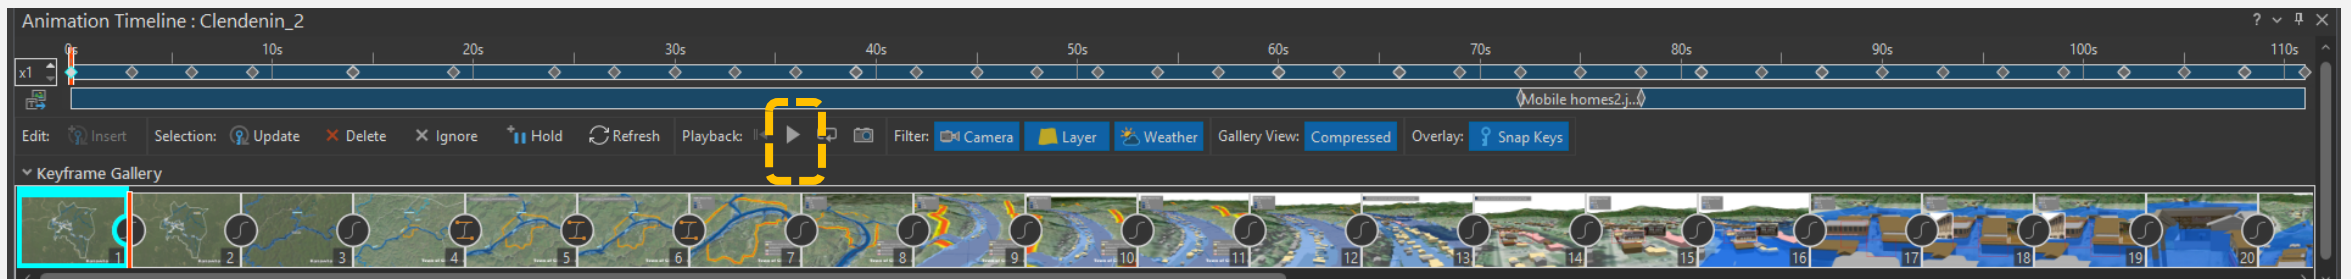 Animation Timeline : Clendenin_2
?
0s 10s 20s 30s 40s 50s 60s 70s 80s 90s 100s 110s
x1
Mobile homes2.j...
Edit: Insert Selection: Update Delete Ignore Hold Refresh Playback: Filter: Camera Layer Weather Gallery View: Compressed Overlay: Snap Keys
Keyframe Gallery
1 2 3 4 5 6 7 8 9 10 11 12 13 14 15 16 17 18 19 20